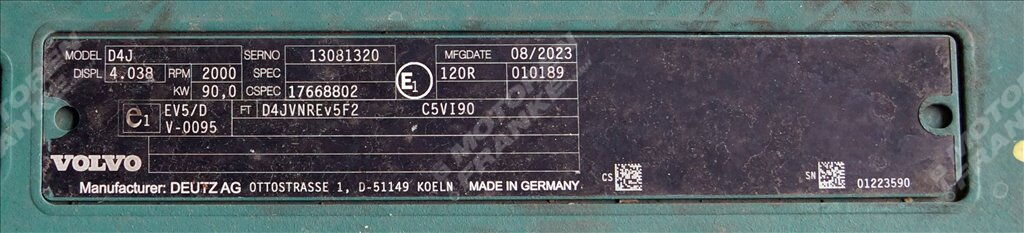 MODEL D4J SERNO 13081320 MFGDATE 08/2023
DISPL 4.038 RPM 2000 SPEC E1 120R 010189
KW 90,0 CSPEC 17668802
e1 EV5/D FT D4JVNREv5F2 C5VI90
V-0095
VOLVO
Manufacturer: DEUTZ AG OTTOSTRASSE 1, D-51149 KOELN MADE IN GERMANY
CS SN 01223590